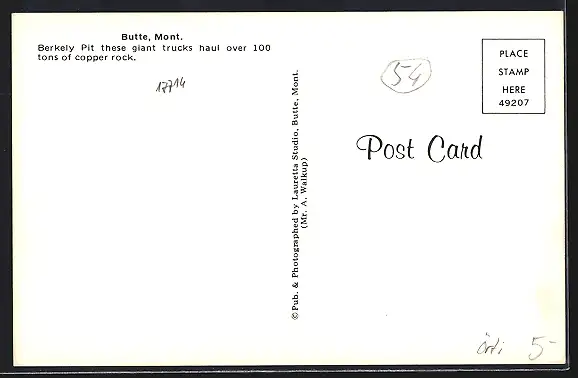 Butte, Mont.
Berkely Pit these giant trucks haul over 100
tons of copper rock.
17714
©Pub. & Photographed by Lauretta Studio, Butte, Mont.
(Mr. A. Walkup)
54
PLACE
STAMP
HERE
49207
Post Card
5-